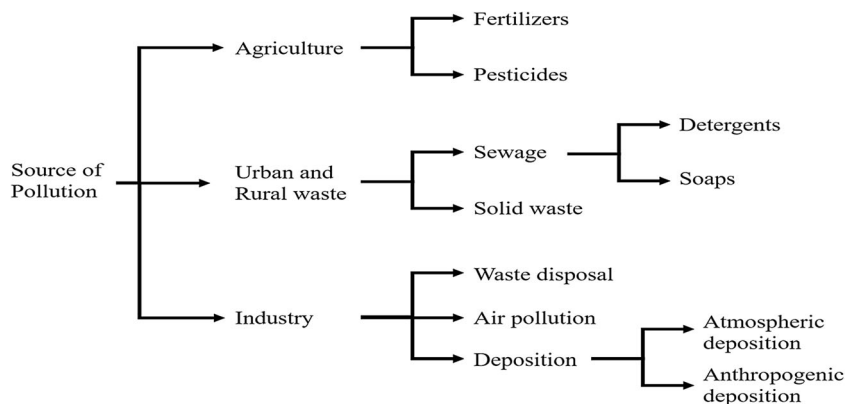 Source of
Pollution
Agriculture
Fertilizers
Pesticides
Urban and
Rural waste
Sewage
Detergents
Soaps
Solid waste
Industry
Waste disposal
Air pollution
Deposition
Atmospheric
deposition
Anthropogenic
deposition